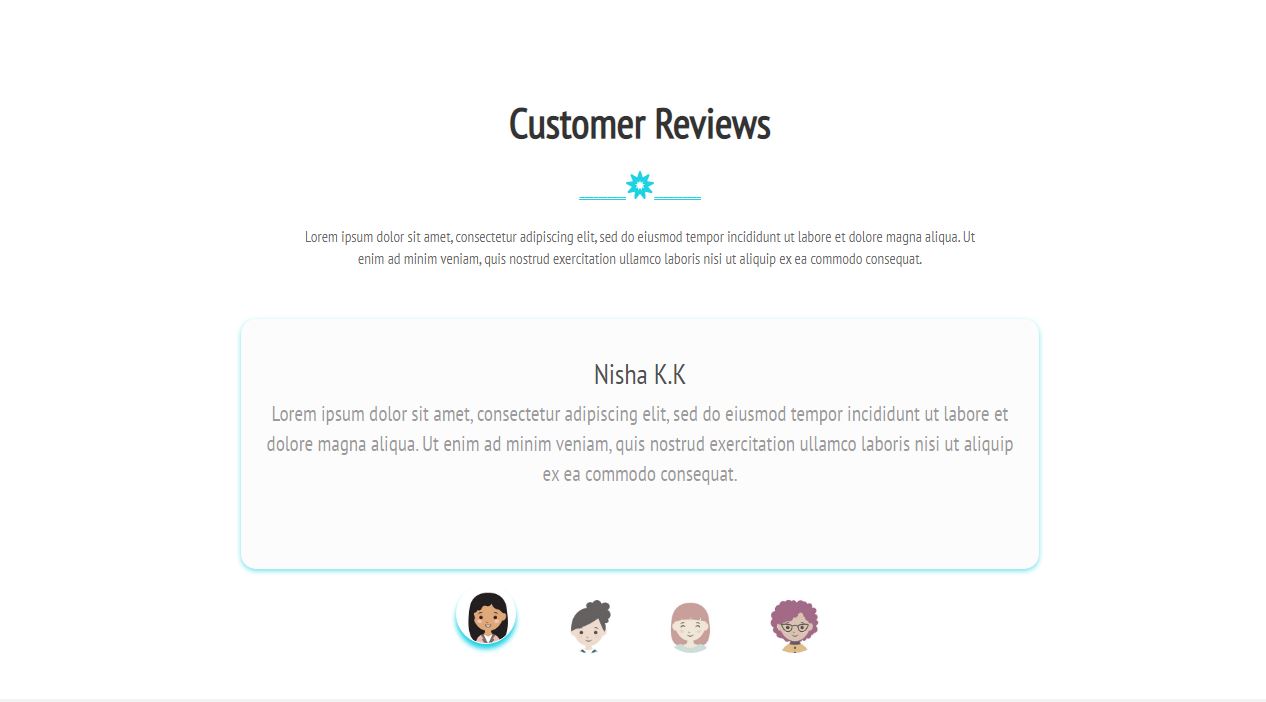 Customer Reviews
Lorem ipsum dolor sit amet, consectetur adipiscing elit, sed do eiusmod tempor incididunt ut labore et dolore magna aliqua. Ut
enim ad minim veniam, quis nostrud exercitation ullamco laboris nisi ut aliquip ex ea commodo consequat.
Nisha K.K
Lorem ipsum dolor sit amet, consectetur adipiscing elit, sed do eiusmod tempor incididunt ut labore et
dolore magna aliqua. Ut enim ad minim veniam, quis nostrud exercitation ullamco laboris nisi ut aliquip
ex ea commodo consequat.